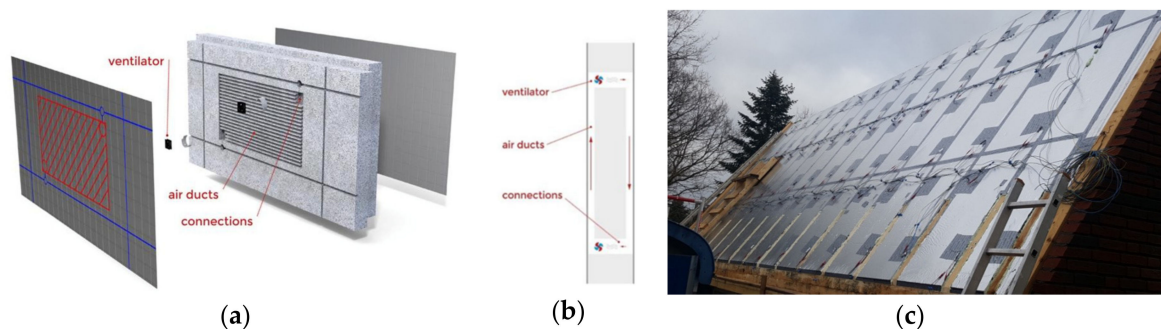 ventilator
air ducts
connections
(a)
ventilator
air ducts
connections
(b)
(c)